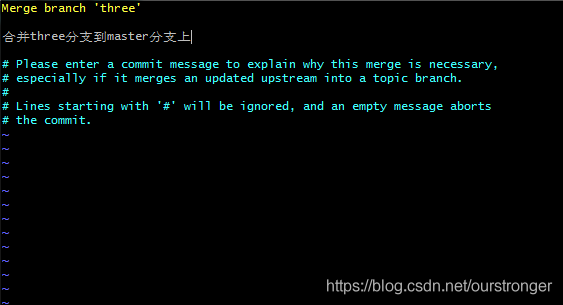 Merge branch 'three'
合并three分支到master分支上
# Please enter a commit message to explain why this merge is necessary,
# especially if it merges an updated upstream into a topic branch.
#
# Lines starting with '#' will be ignored, and an empty message aborts
# the commit.
~
~
~
~
~
~
~
~
~
~
~
~
~
https://blog.csdn.net/ourstronger